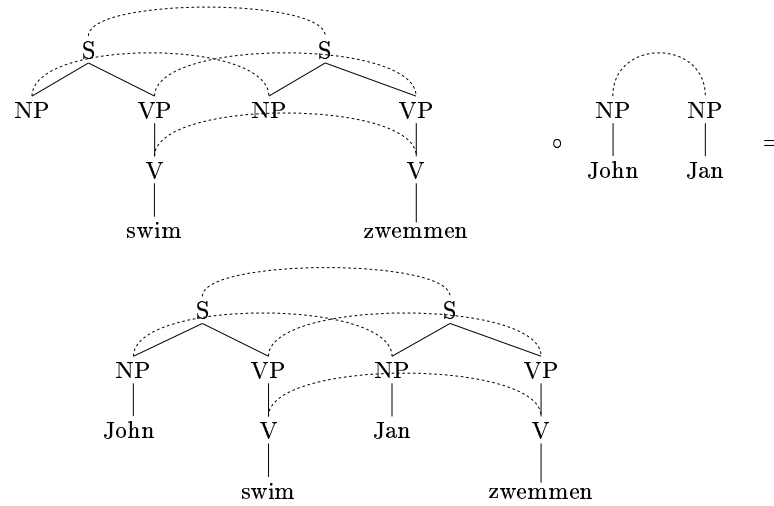 S S
NP VP NP VP NP NP
∘ =
V V John Jan
swim zwemmen
S S
NP VP NP VP
John V Jan V
swim zwemmen